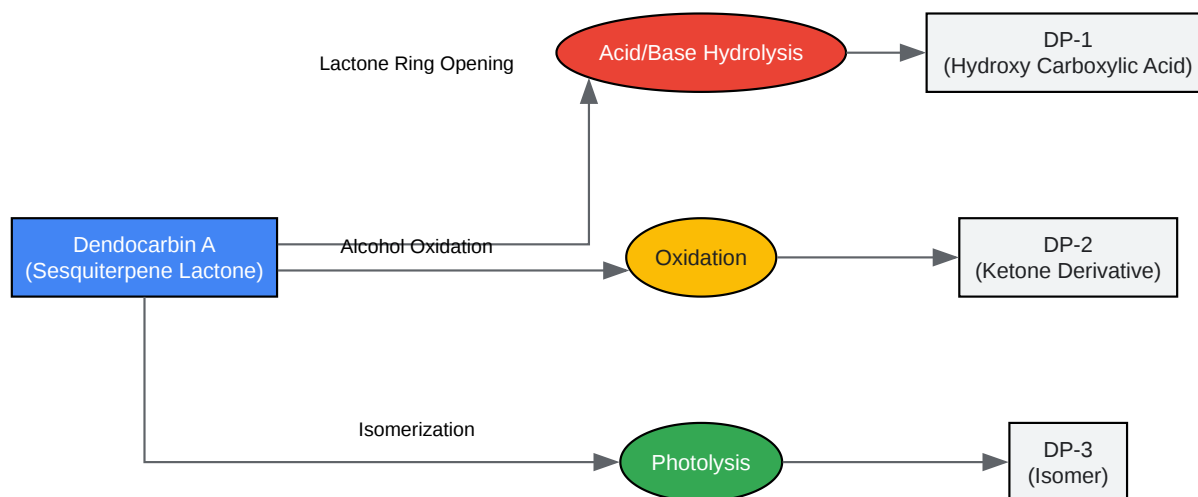 Lactone Ring Opening
Acid/Base Hydrolysis
DP-1
(Hydroxy Carboxylic Acid)
Dendocarbin A
(Sesquiterpene Lactone)
Alcohol Oxidation
Oxidation
DP-2
(Ketone Derivative)
Isomerization
Photolysis
DP-3
(Isomer)